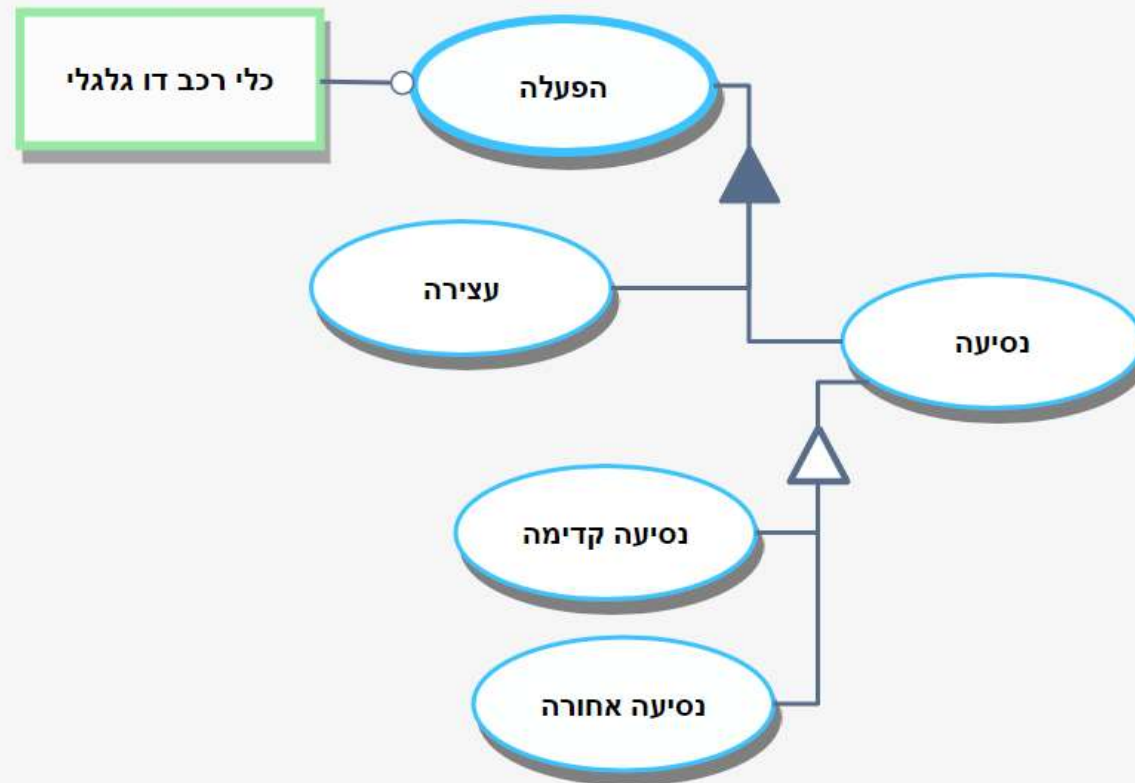 כלי רכב דו גלגלי
הפעלה
עצירה
נסיעה
נסיעה קדימה
נסיעה אחורה